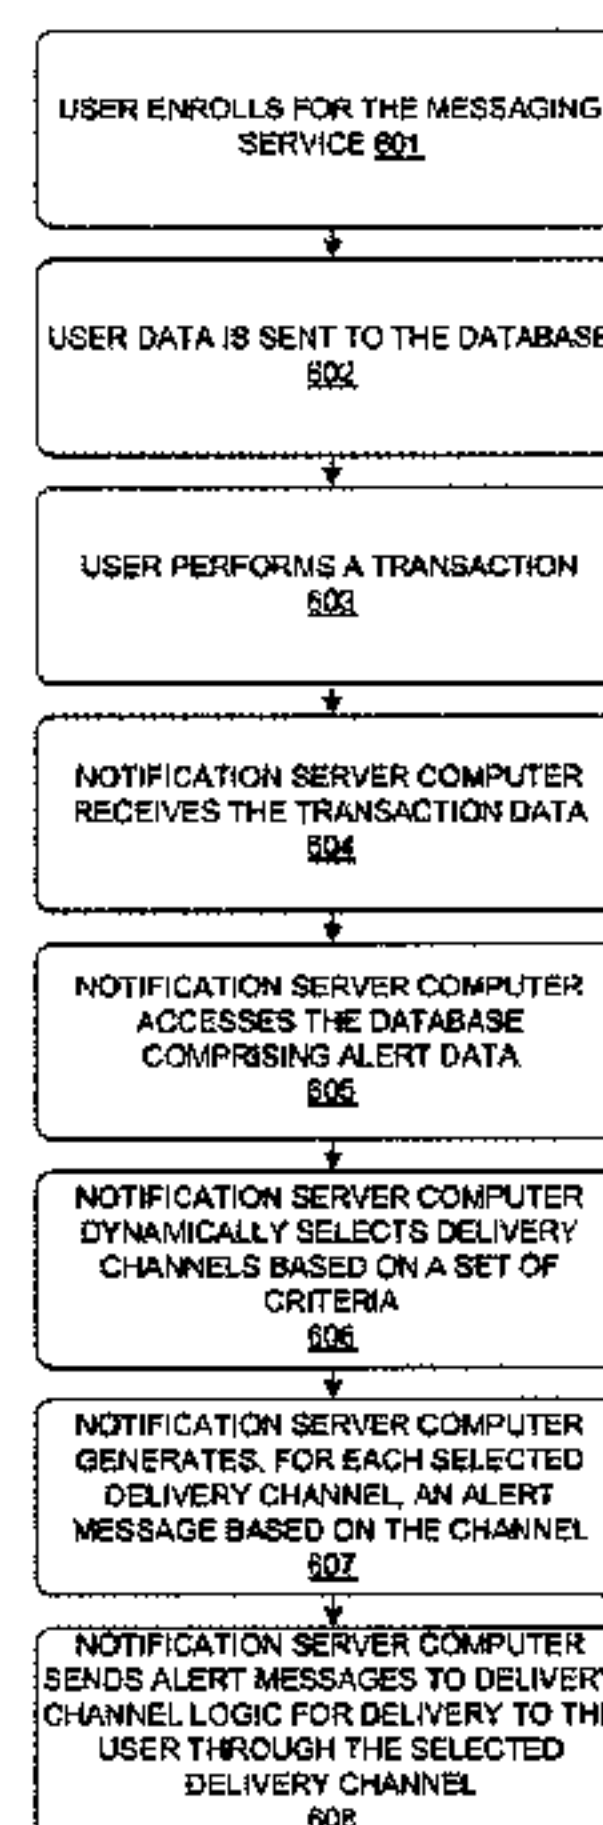 USER ENROLLS FOR THE MESSAGING
SERVICE 601
USER DATA IS SENT TO THE DATABASE
602
USER PERFORMS A TRANSACTION
603
NOTIFICATION SERVER COMPUTER
RECEIVES THE TRANSACTION DATA
604
NOTIFICATION SERVER COMPUTER
ACCESSES THE DATABASE
COMPRISING ALERT DATA
605
NOTIFICATION SERVER COMPUTER
DYNAMICALLY SELECTS DELIVERY
CHANNELS BASED ON A SET OF
CRITERIA
606
NOTIFICATION SERVER COMPUTER
GENERATES, FOR EACH SELECTED
DELIVERY CHANNEL, AN ALERT
MESSAGE BASED ON THE CHANNEL
607
NOTIFICATION SERVER COMPUTER
SENDS ALERT MESSAGES TO DELIVERY
CHANNEL LOGIC FOR DELIVERY TO THE
USER THROUGH THE SELECTED
DELIVERY CHANNEL
608